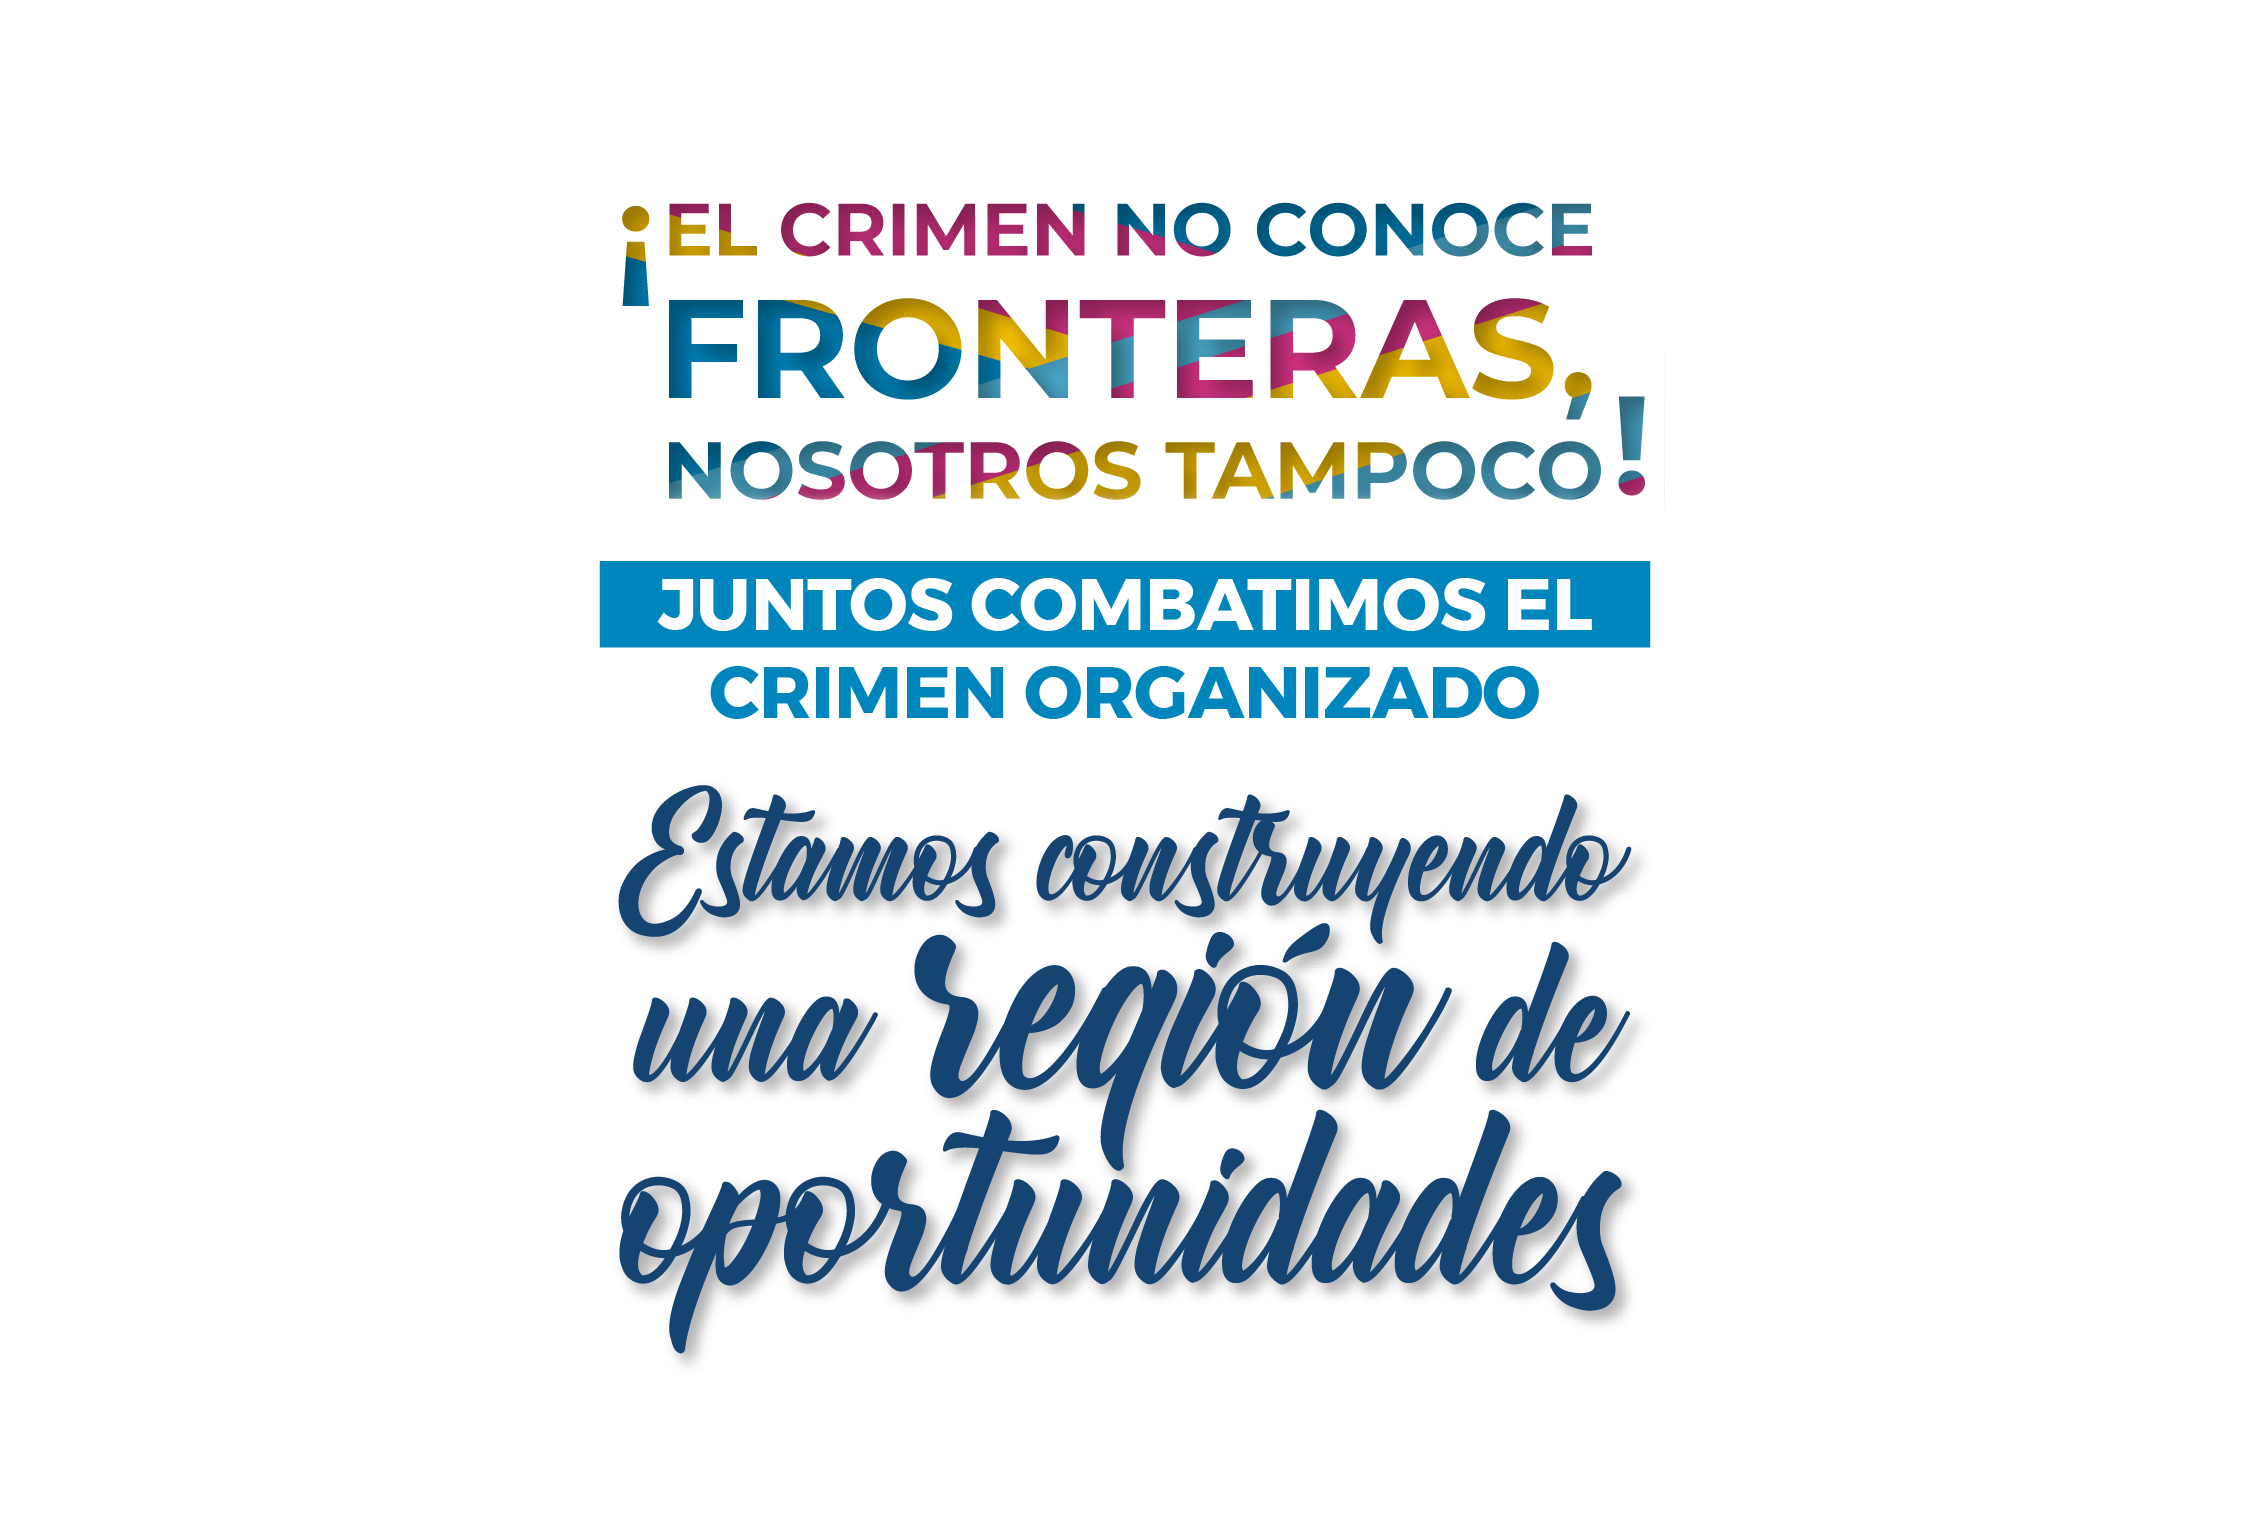 ¡EL CRIMEN NO CONOCE
FRONTERAS,
NOSOTROS TAMPOCO!
JUNTOS COMBATIMOS EL
CRIMEN ORGANIZADO
Estamos construyendo
una región de
oportunidades